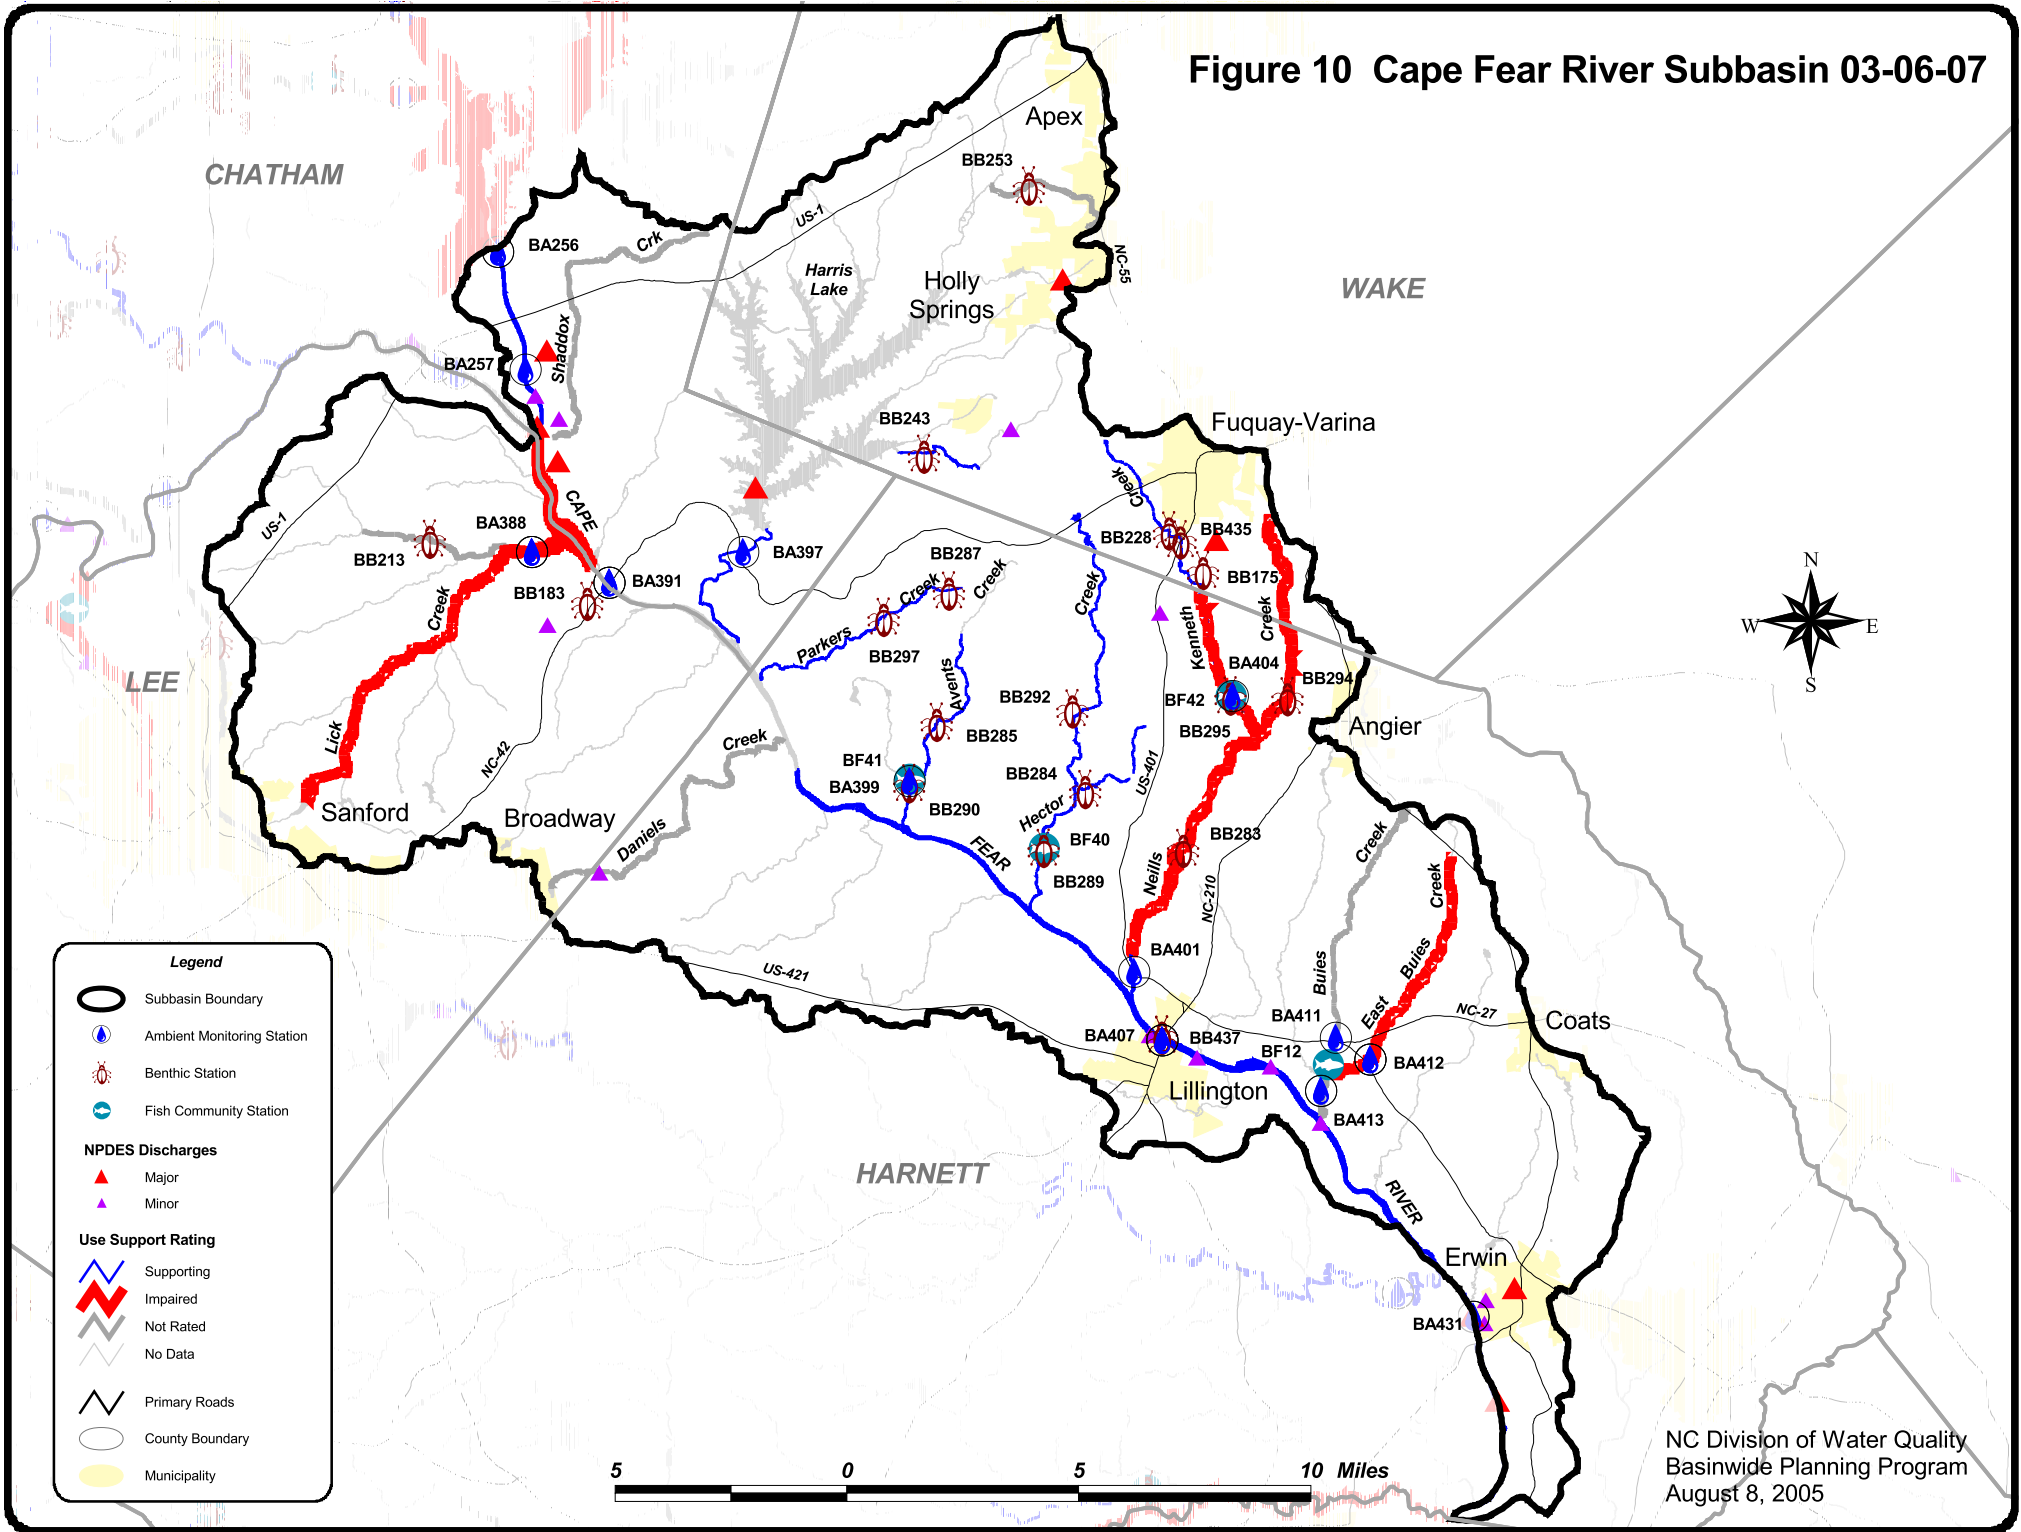 Figure 10 Cape Fear River Subbasin 03-06-07
Apex
BB253
CHATHAM
US-1
Crk
BA256
NC-55
Harris
Lake
Holly
Springs
WAKE
Shaddox
BA257
BB243
Fuquay-Varina
Creek
CAPE
US-1
BA388
BB435
BB228
BB213
BA397
BB287
BA391
BB183
BB175
Creek
Creek
Creek
Creek
Creek
Parkers
Kenneth
BB297
BA404
BB294
LEE
Avents
BB292
BF42
BB295
Lick
Angier
BB285
Creek
NC-42
BF41
BA399
BB284
US-401
BB290
Sanford
Broadway
Hector
Daniels
BF40
BB283
Creek
FEAR
BB289
Neills
NC-210
Creek
BA401
Buies
Buies
US-421
East
NC-27
BA411
Coats
BA407
BB437
BF12
BA412
Lillington
BA413
HARNETT
RIVER
Erwin
BA431
N
W
E
S
Legend
Subbasin Boundary
Ambient Monitoring Station
Benthic Station
Fish Community Station
NPDES Discharges
Major
Minor
Use Support Rating
Supporting
Impaired
Not Rated
No Data
Primary Roads
County Boundary
Municipality
5 0 5 10 Miles
NC Division of Water Quality
Basinwide Planning Program
August 8, 2005